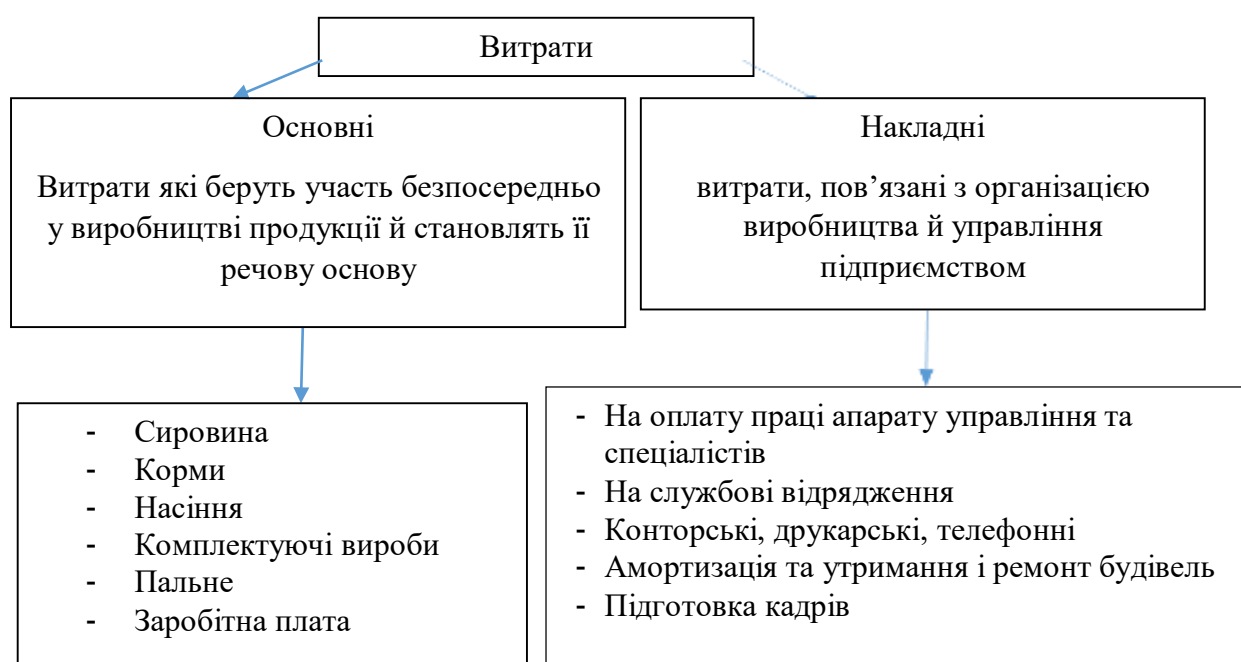 Витрати
Основні
Витрати які беруть участь безпосередньо
у виробництві продукції й становлять її
речову основу
Накладні
витрати, пов’язані з організацією
виробництва й управління
підприємством
- Сировина
- Корми
- Насіння
- Комплектуючі вироби
- Пальне
- Заробітна плата
- На оплату праці апарату управління та
спеціалістів
- На службові відрядження
- Конторські, друкарські, телефонні
- Амортизація та утримання і ремонт будівель
- Підготовка кадрів